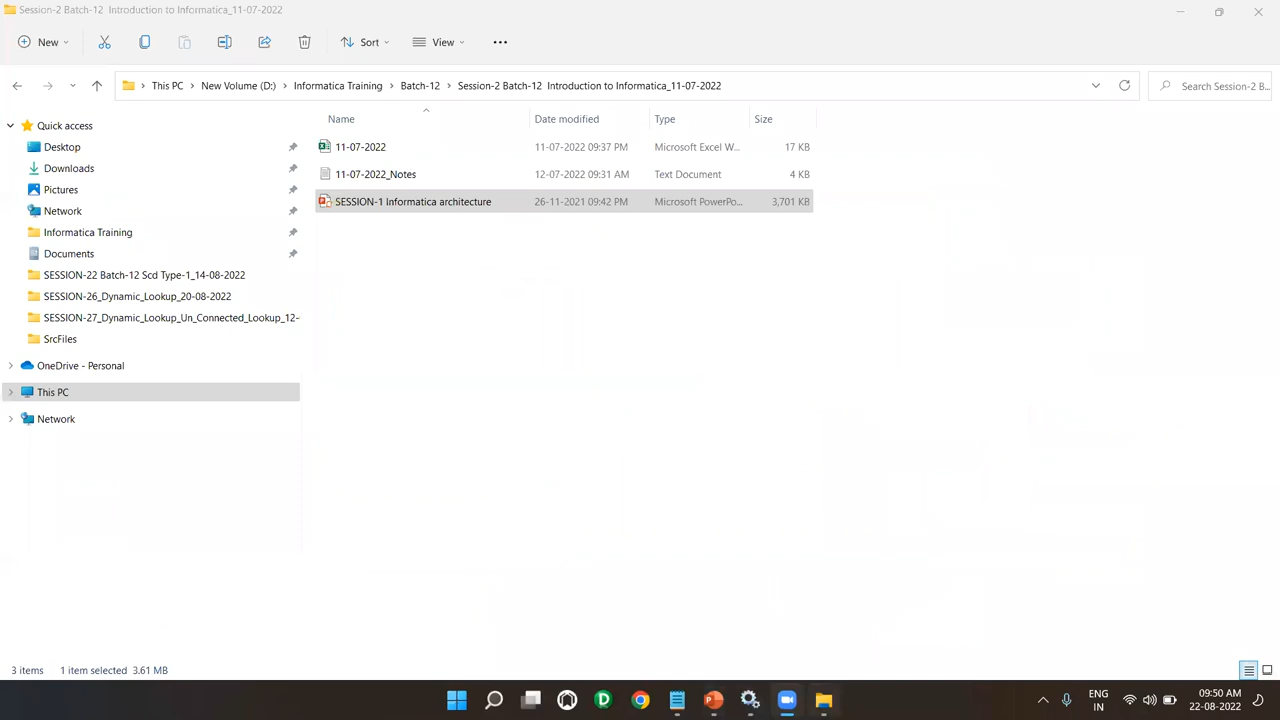 Session-2 Batch-12  Introduction to Informatica_11-07-2022
New
Sort
View
This PC > New Volume (D:) > Informatica Training > Batch-12 > Session-2 Batch-12  Introduction to Informatica_11-07-2022
Search Session-2 B...
Name Date modified Type Size
11-07-2022 11-07-2022 09:37 PM Microsoft Excel W... 17 KB
11-07-2022_Notes 12-07-2022 09:31 AM Text Document 4 KB
SESSION-1 Informatica architecture 26-11-2021 09:42 PM Microsoft PowerPo... 3,701 KB
Quick access
Desktop
Downloads
Pictures
Network
Informatica Training
Documents
SESSION-22 Batch-12 Scd Type-1_14-08-2022
SESSION-26_Dynamic_Lookup_20-08-2022
SESSION-27_Dynamic_Lookup_Un_Connected_Lookup_12-
SrcFiles
OneDrive - Personal
This PC
Network
3 items 1 item selected 3.61 MB
ENG
IN
09:50 AM
22-08-2022